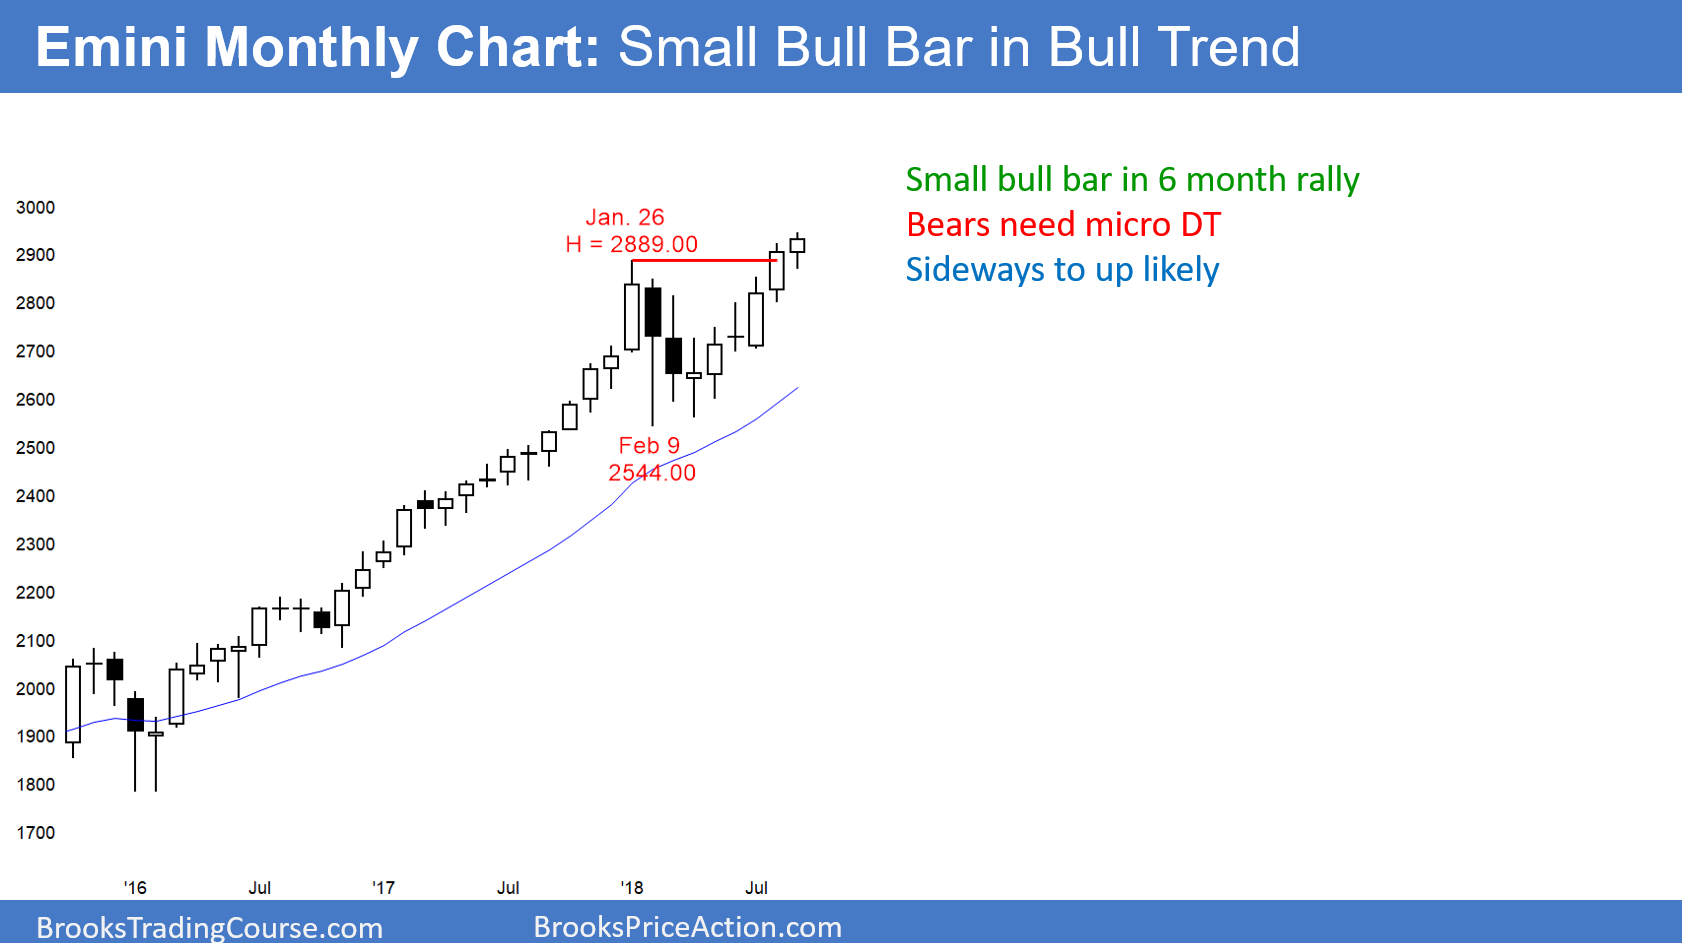 Emini Monthly Chart: Small Bull Bar in Bull Trend
Small bull bar in 6 month rally
Bears need micro DT
Sideways to up likely
3000
2900
2800
2700
2600
2500
2400
2300
2200
2100
2000
1900
1800
1700
Jan. 26
H = 2889.00
Feb 9
2544.00
'16
Jul
'17
Jul
'18
Jul
BrooksTradingCourse.com
BrooksPriceAction.com